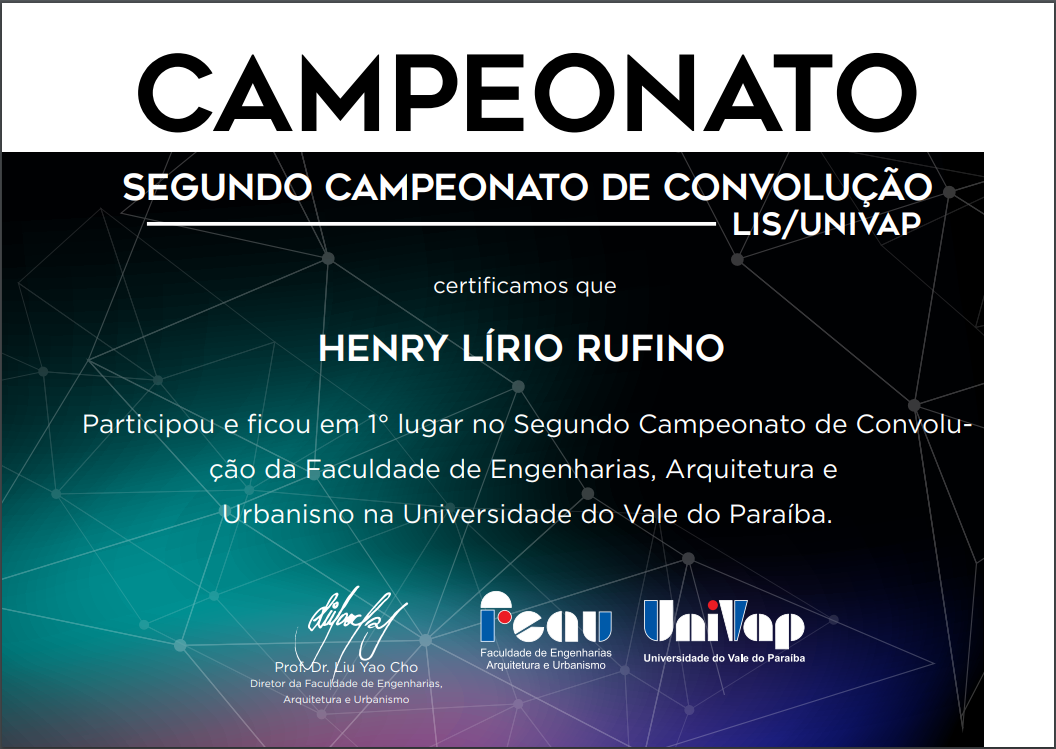 CAMPEONATO
SEGUNDO CAMPEONATO DE CONVOLUÇÃO
LIS/UNIVAP
certificamos que
HENRY LÍRIO RUFINO
Participou e ficou em 1° lugar no Segundo Campeonato de Convolu-
ção da Faculdade de Engenharias, Arquitetura e
Urbanisno na Universidade do Vale do Paraíba.
Prof. Dr. Liu Yao Cho
Diretor da Faculdade de Engenharias,
Arquitetura e Urbanismo
feau
Faculdade de Engenharias
Arquitetura e Urbanismo
UniVap
Universidade do Vale do Paraíba